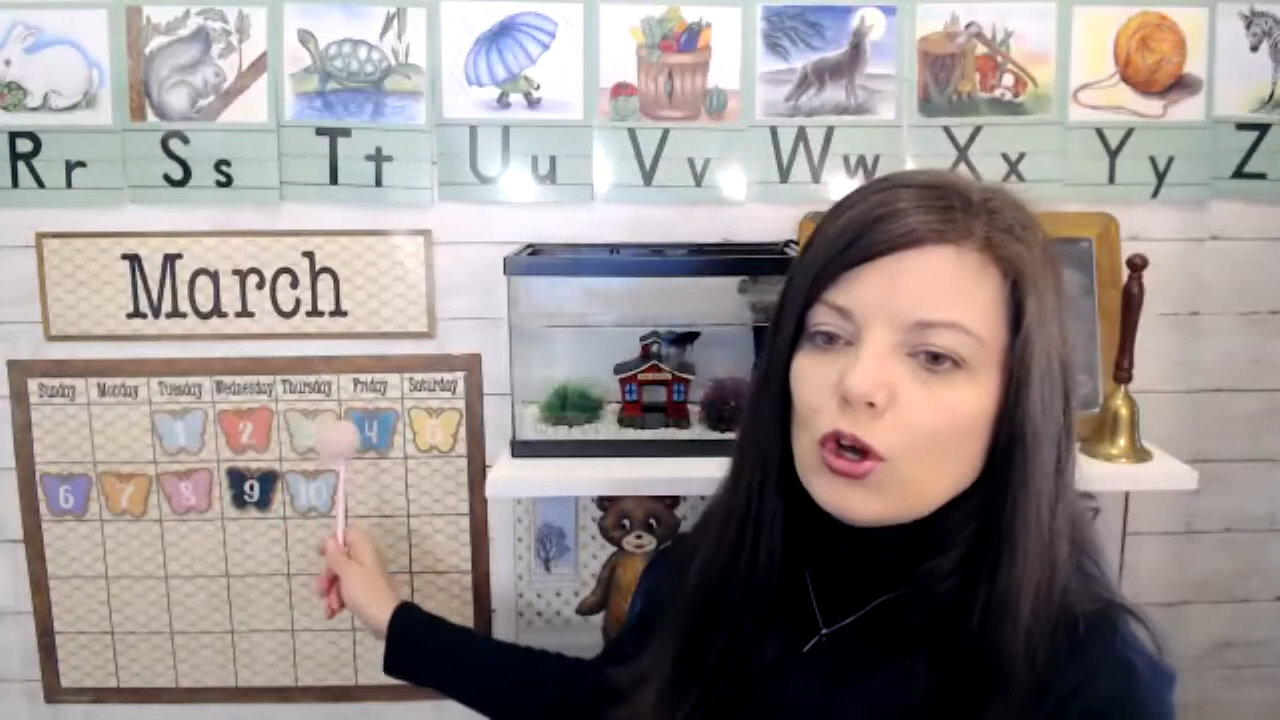 Rr Ss Tt Uu Vv Ww Xx Yy Z
March
Sunday Monday Tuesday Wednesday Thursday Friday Saturday
1 2 4 5
6 7 8 9 10